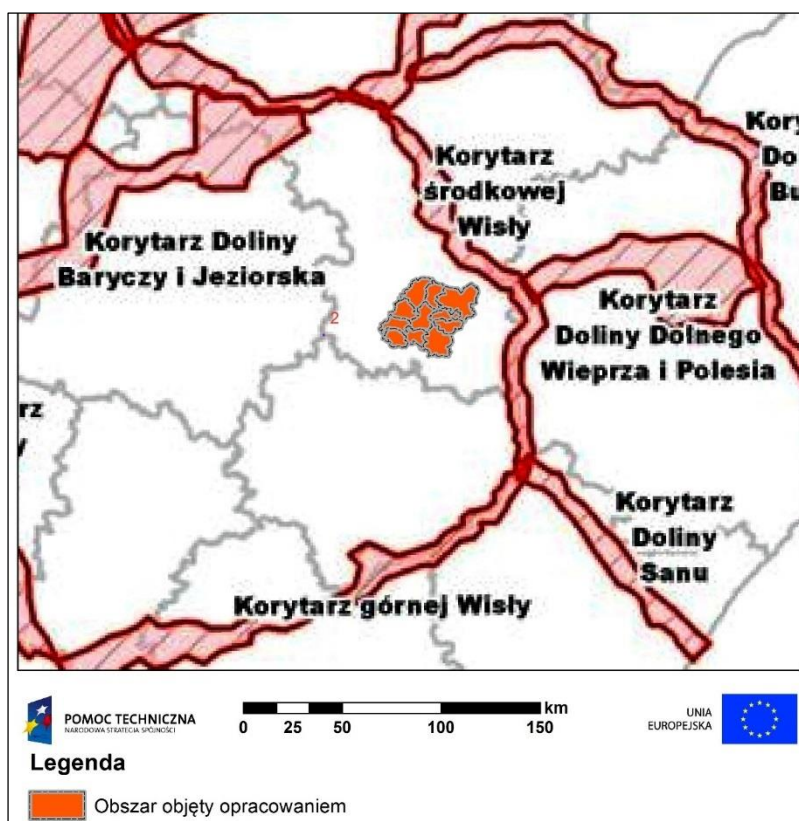 Kory
Do
Bu
Korytarz
środkowej
Wisły
Korytarz Doliny
Baryczy i Jeziorska
2
Korytarz
Doliny Dolnego
Wieprza i Polesia
rz
y
Korytarz
Doliny
Sanu
Korytarz górnej Wisły
POMOC TECHNICZNA
NARODOWA STRATEGIA SPÓJNOŚCI
km
0 25 50 100 150
UNIA
EUROPEJSKA
Legenda
Obszar objęty opracowaniem